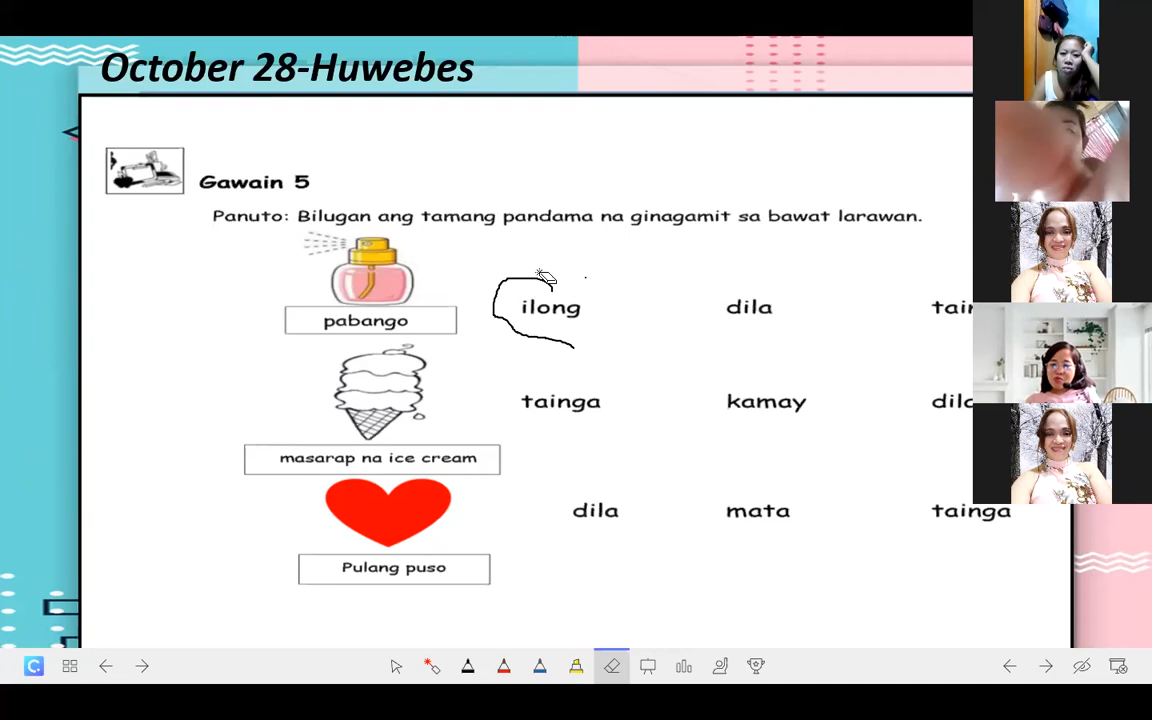 October 28-Huwebes
Gawain 5
Panuto: Bilugan ang tamang pandama na ginagamit sa bawat larawan.
pabango
ilong dila
masarap na ice cream
tainga kamay
Pulang puso
dila mata tainga